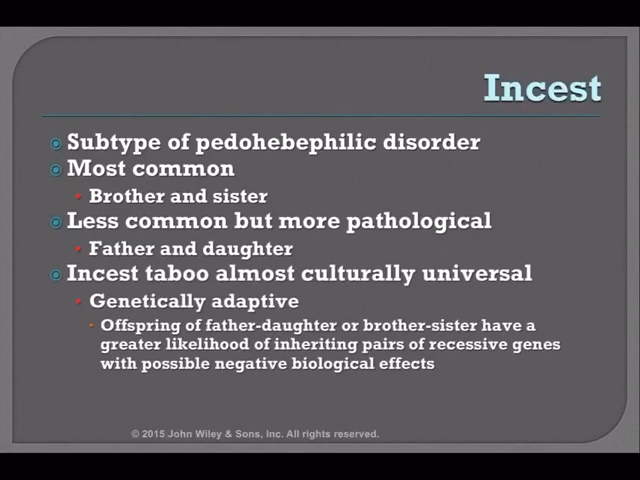 Incest
Subtype of pedohebephilic disorder
Most common
Brother and sister
Less common but more pathological
Father and daughter
Incest taboo almost culturally universal
Genetically adaptive
Offspring of father-daughter or brother-sister have a
greater likelihood of inheriting pairs of recessive genes
with possible negative biological effects
© 2015 John Wiley & Sons, Inc. All rights reserved.